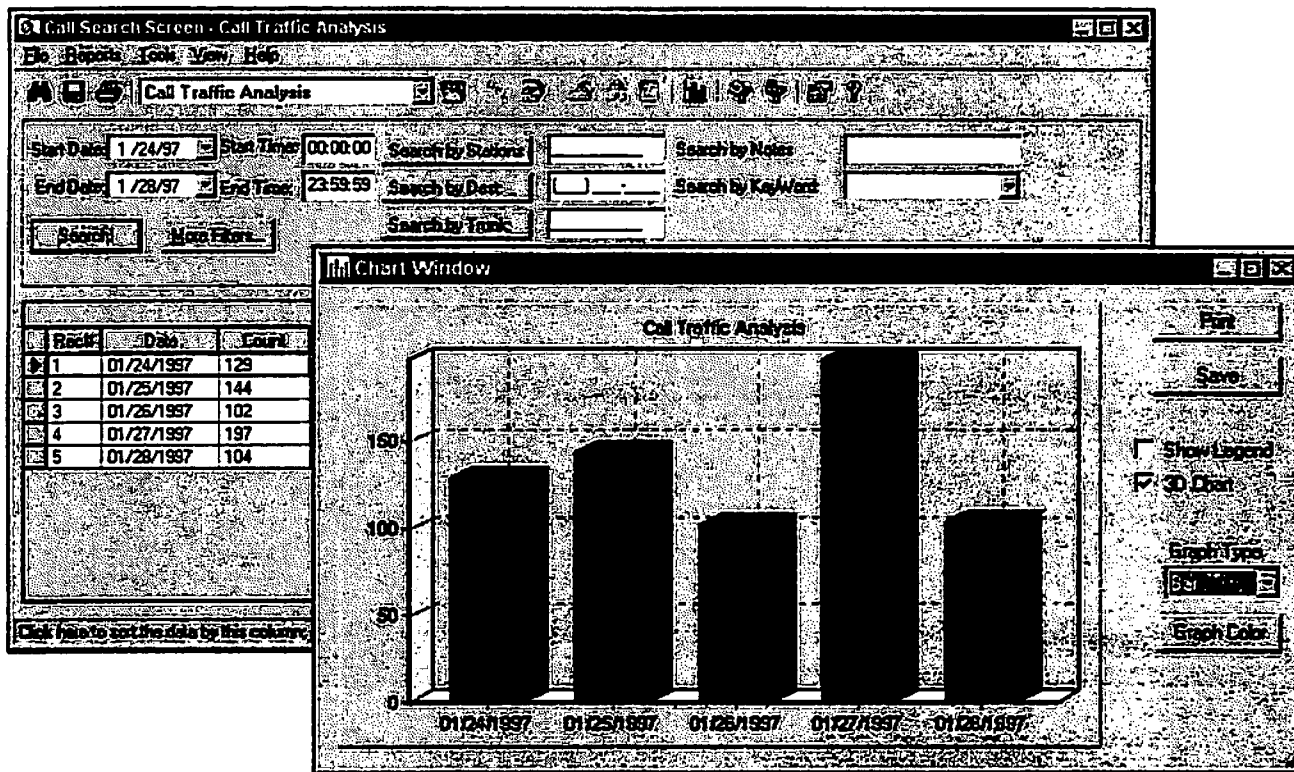 Call Search Screen - Call Traffic Analysis
File Reports Tools View Help
Call Traffic Analysis
Start Date: 1 /24/97 Start Time: 00:00:00 Search by Stations Search by Notes
End Date: 1 /28/97 End Time: 23:59:59 Search by Dest... ( ) - Search by KeyWord:
Search by Trunk
Search More Filters...
Rec# Date Count
1 01/24/1997 129
2 01/25/1997 144
3 01/26/1997 102
4 01/27/1997 197
5 01/28/1997 104
Click here to sort the data by this column,
Chart Window
Call Traffic Analysis
150
100
50
0
01/24/1997 01/25/1997 01/26/1997 01/27/1997 01/28/1997
Print
Save
Show Legend
3D Chart
Graph Type
Graph Color